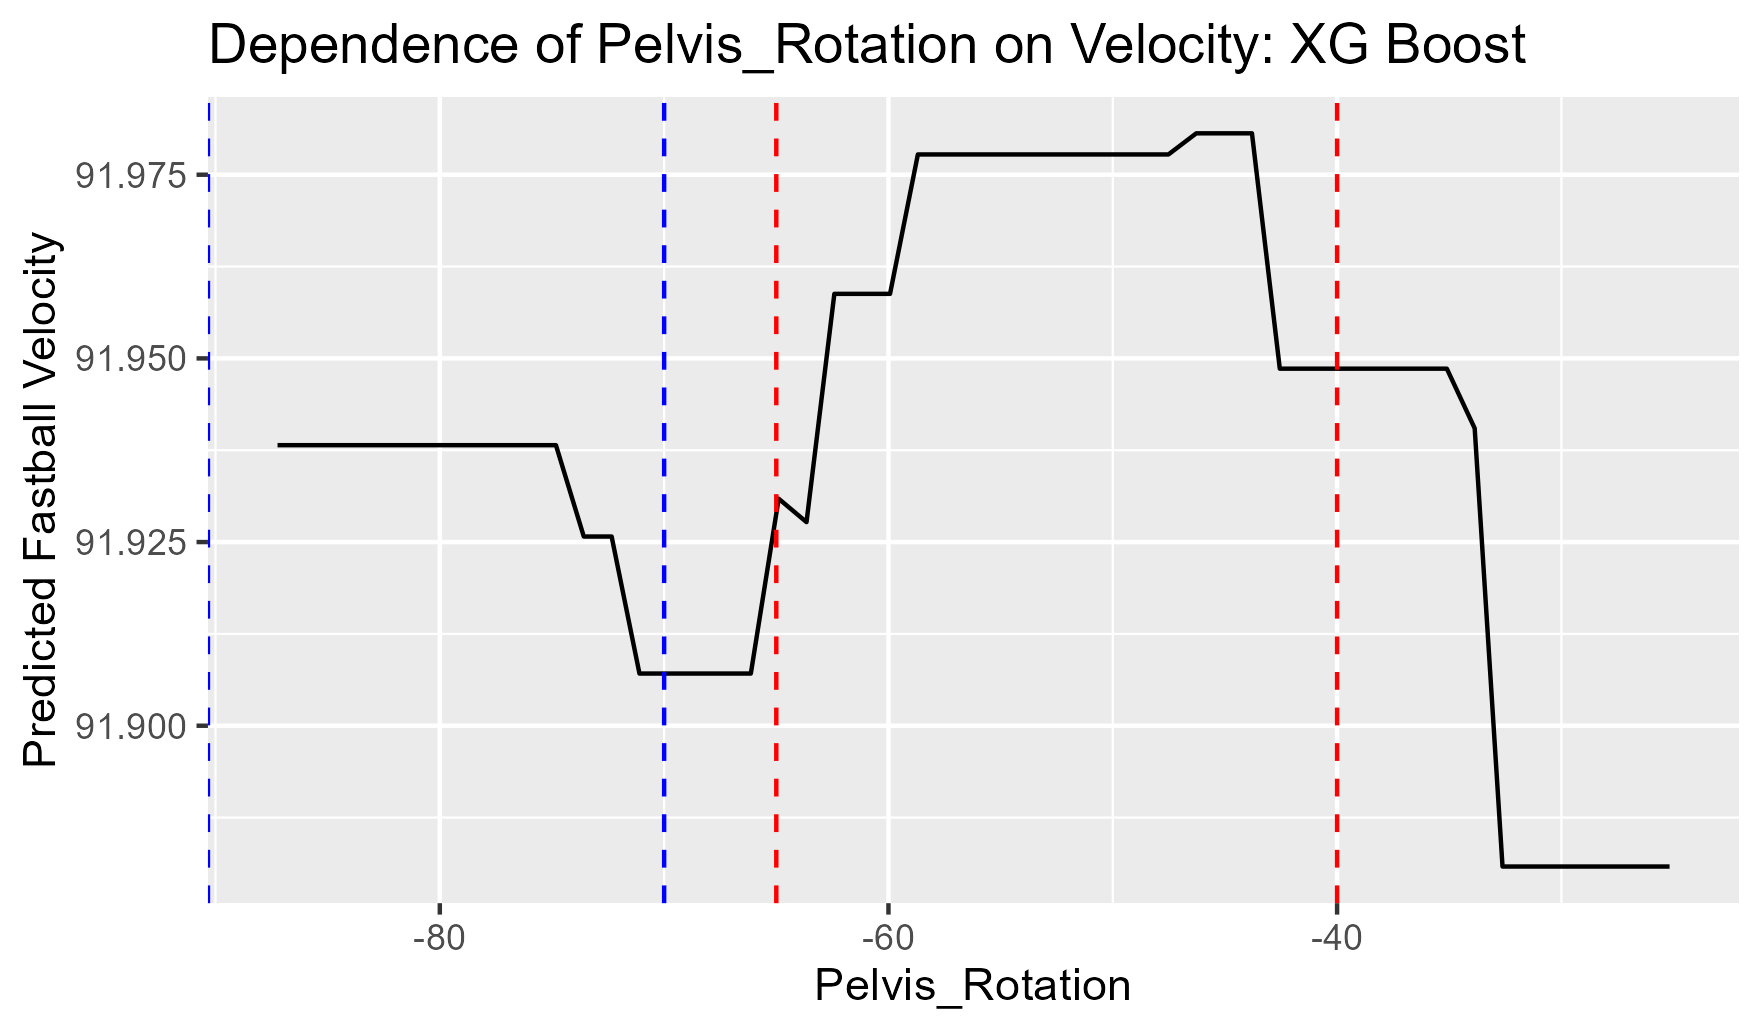 Dependence of Pelvis_Rotation on Velocity: XG Boost
Predicted Fastball Velocity
91.975
91.950
91.925
91.900
-80
-60
-40
Pelvis_Rotation